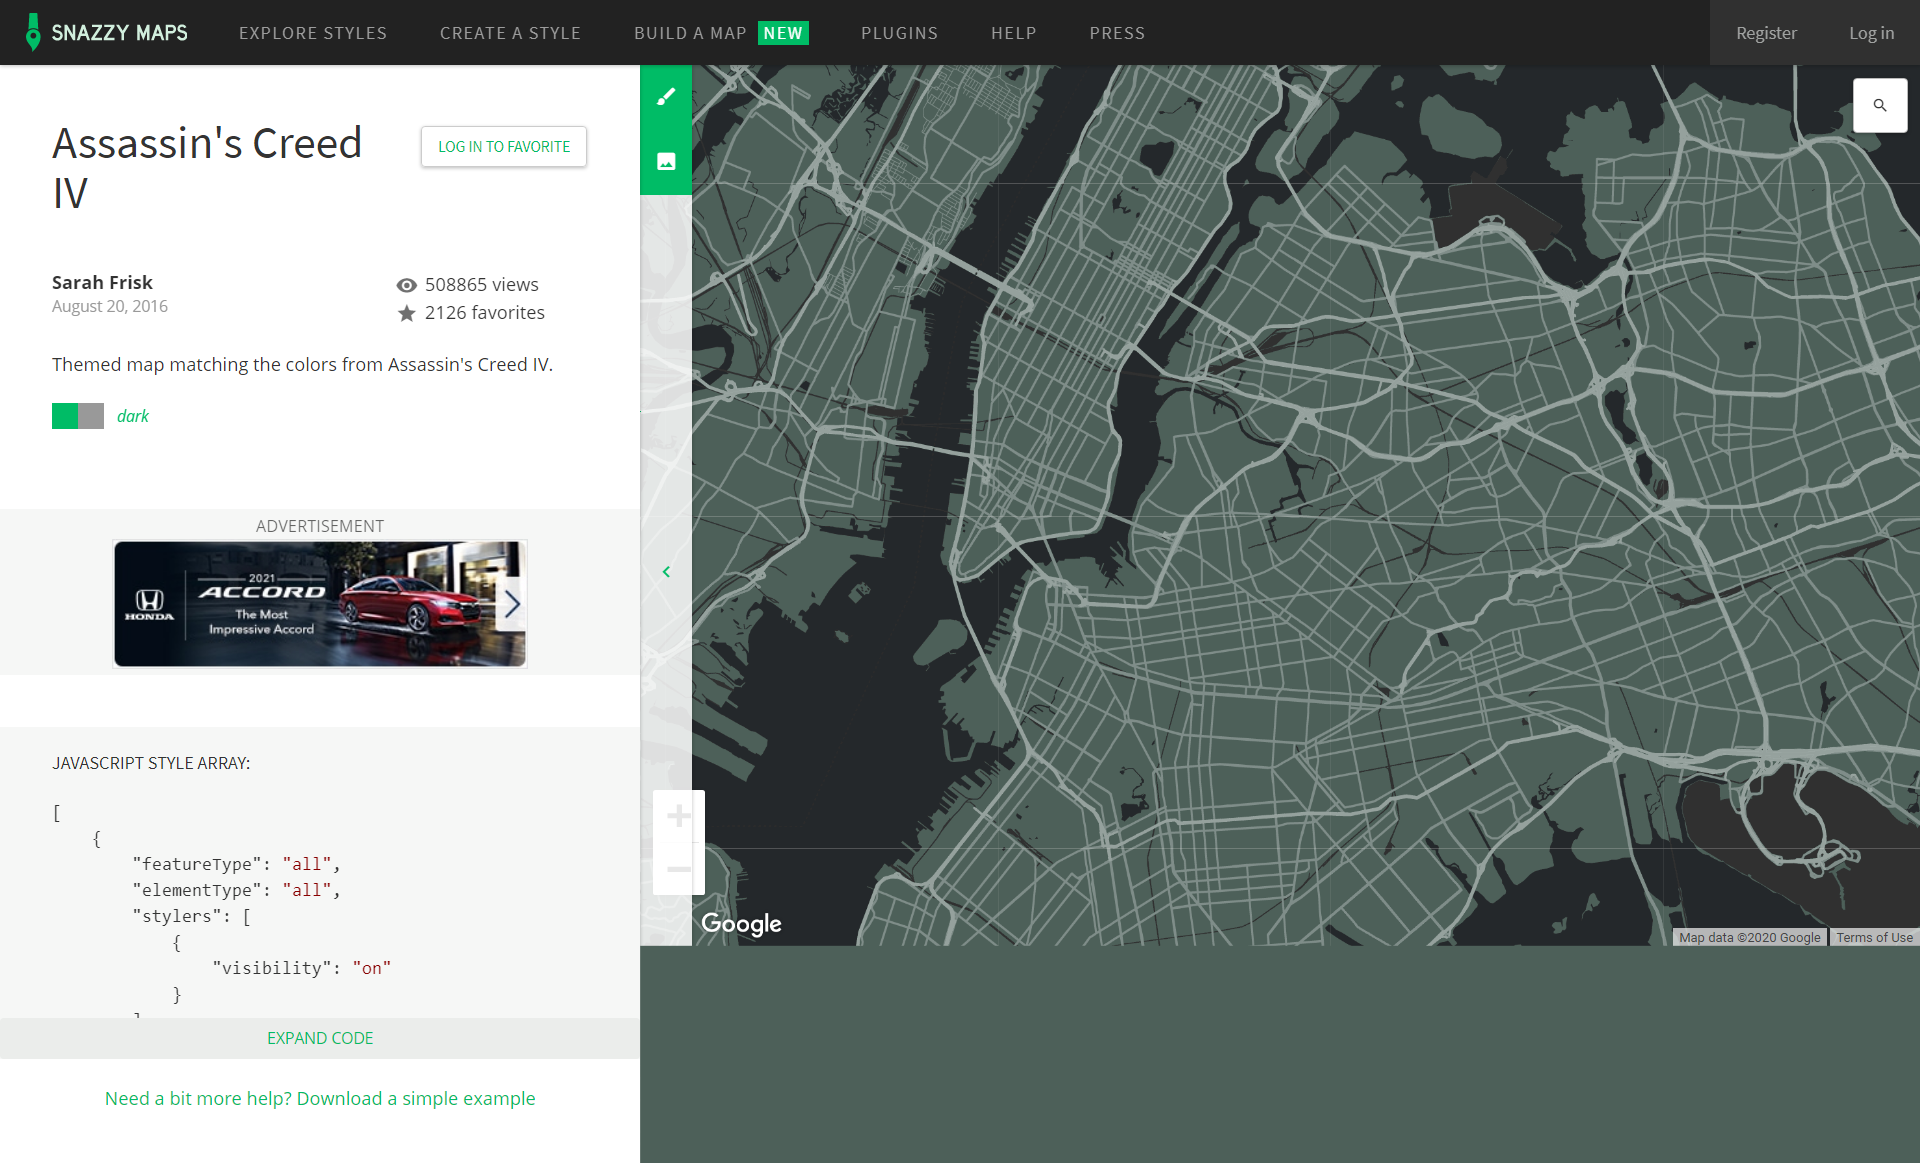 SNAZZY MAPS
EXPLORE STYLES
CREATE A STYLE
BUILD A MAP NEW
PLUGINS
HELP
PRESS
Register
Log in
Assassin's Creed
IV
LOG IN TO FAVORITE
Sarah Frisk
August 20, 2016
508865 views
2126 favorites
Themed map matching the colors from Assassin's Creed IV.
dark
ADVERTISEMENT
HONDA
2021
ACCORD
The Most
Impressive Accord
JAVASCRIPT STYLE ARRAY:
[
{
"featureType": "all",
"elementType": "all",
"stylers": [
{
"visibility": "on"
}
]
EXPAND CODE
Need a bit more help? Download a simple example
Google
Map data ©2020 Google
Terms of Use